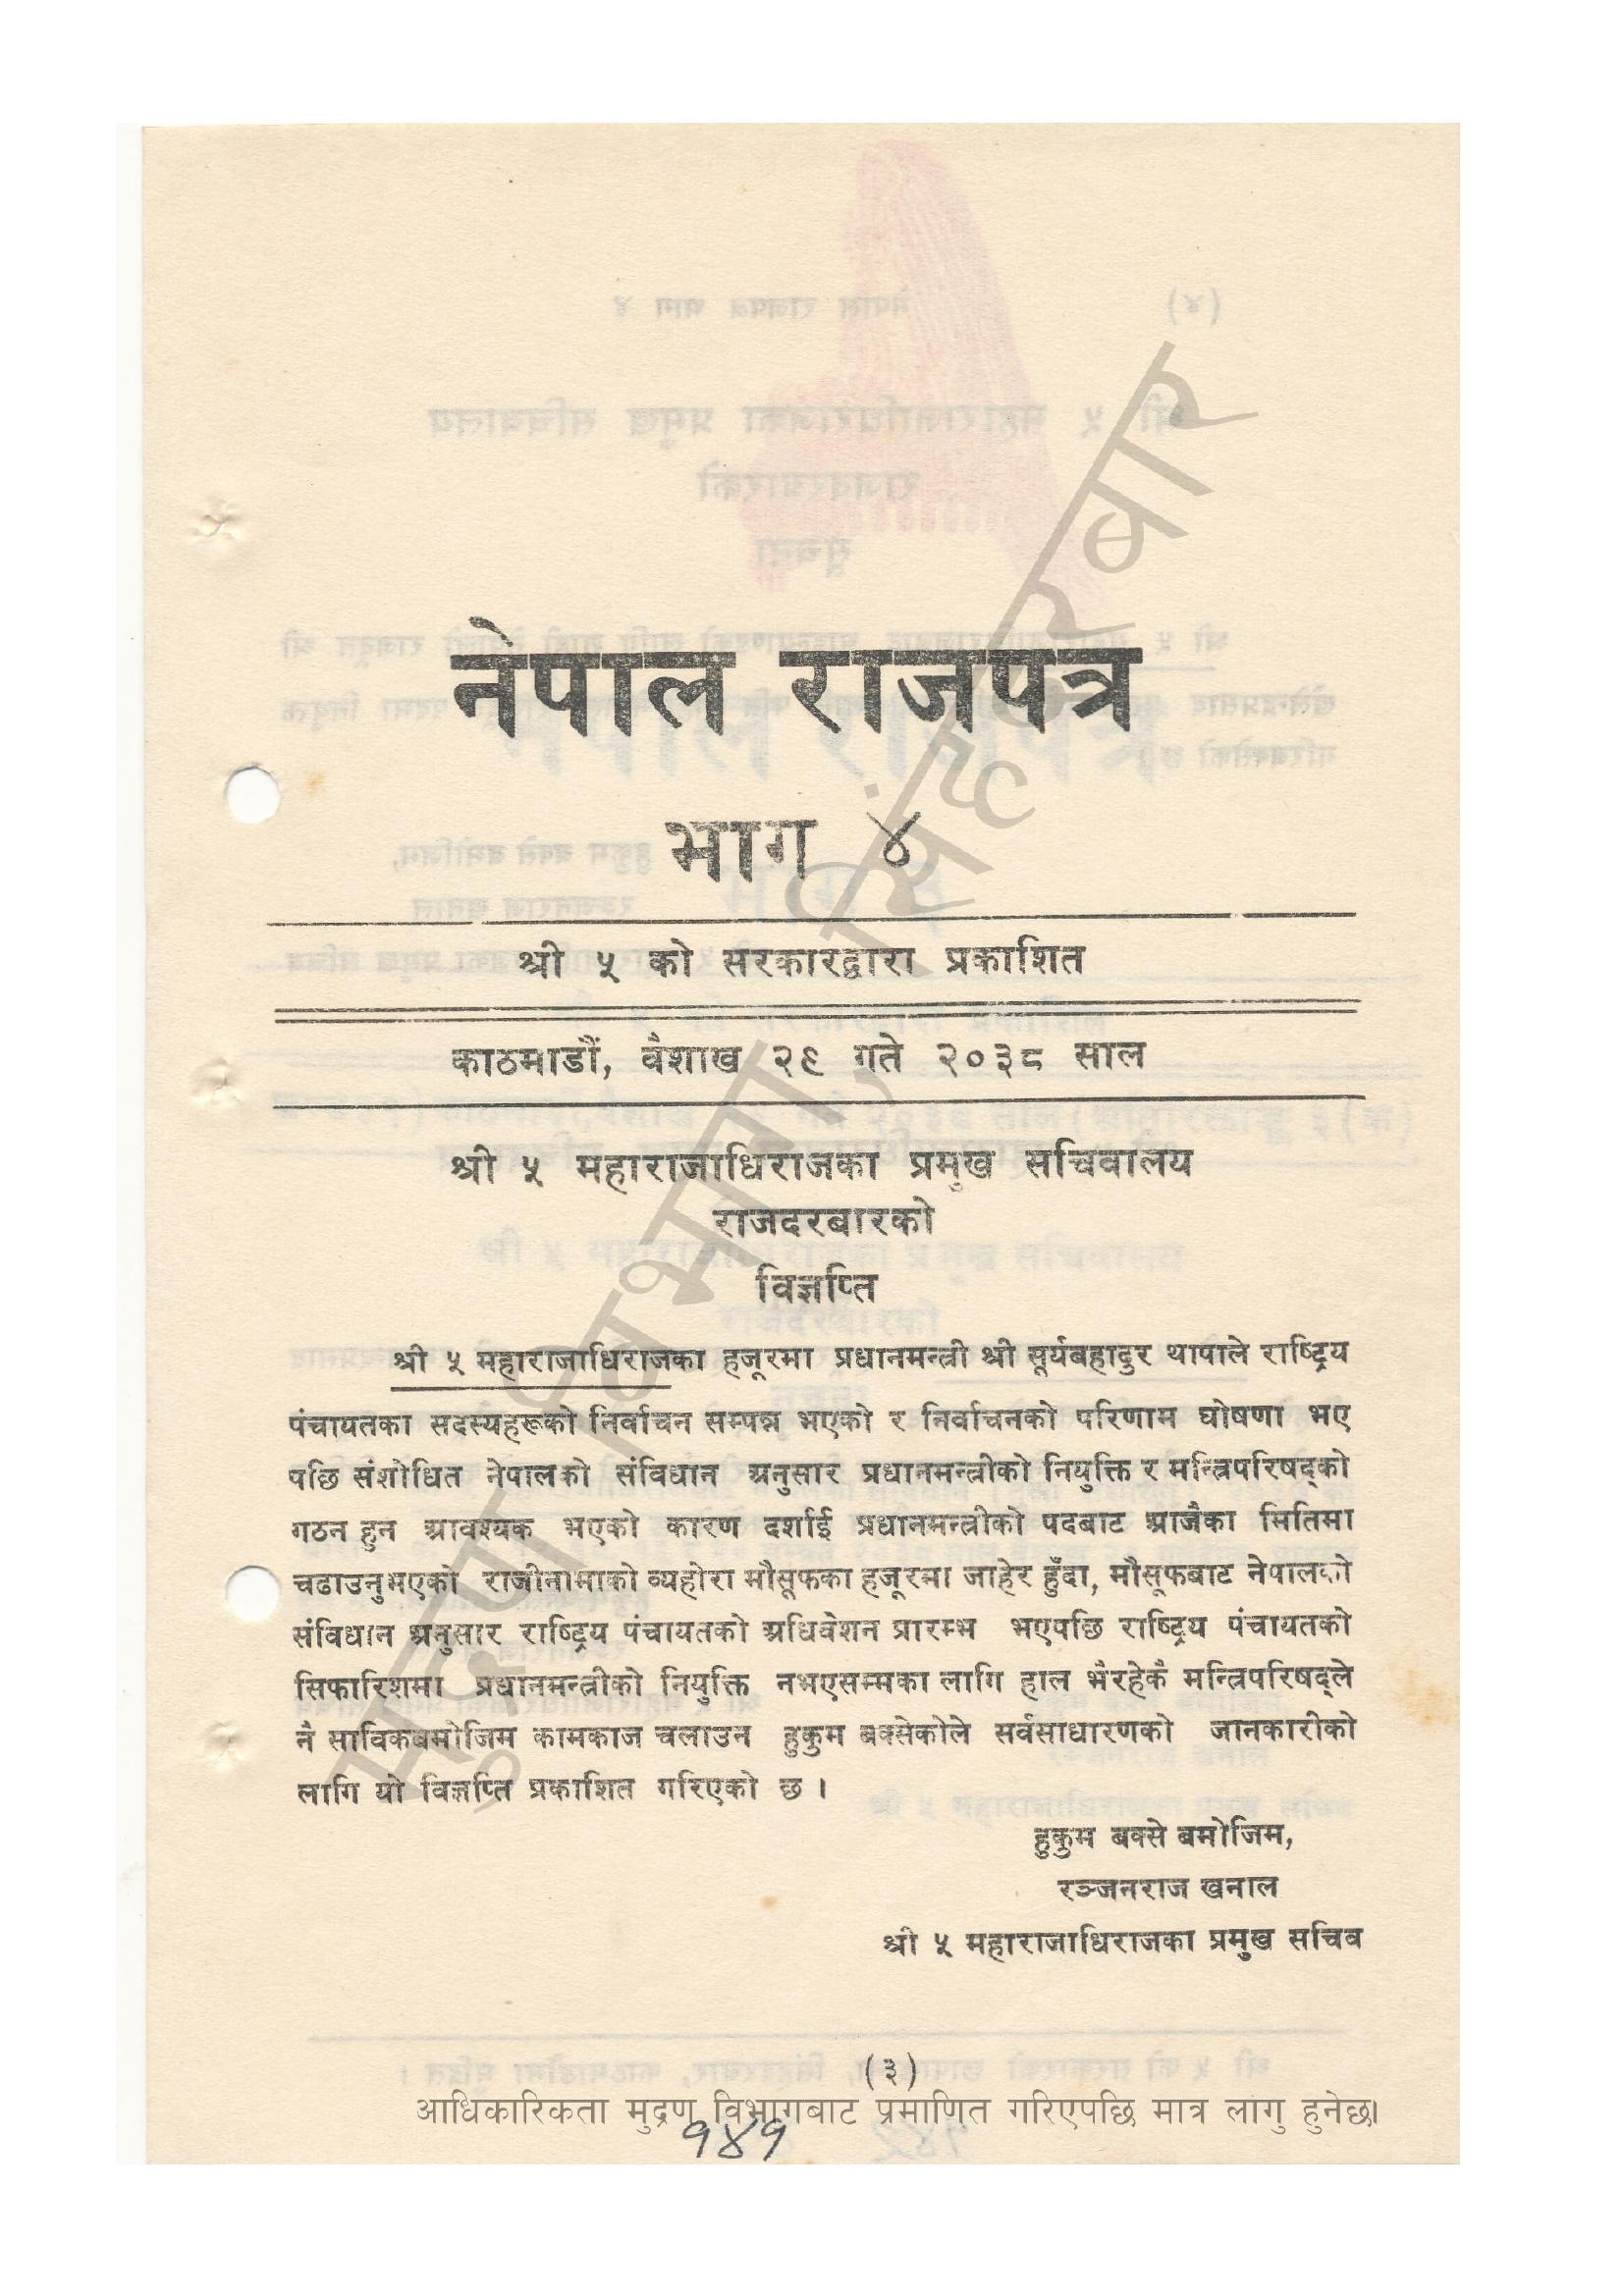 नेपाल राजपत्र
भाग ४
श्री ५ को सरकारद्वारा प्रकाशित
काठमाडौं, वैशाख २९ गते २०३८ साल
श्री ५ महाराजाधिराजका प्रमुख सचिवालय
राजदरबारको
विज्ञप्ति
श्री ५ महाराजाधिराजका हजूरमा प्रधानमन्त्री श्री सूर्यबहादुर थापाले राष्ट्रिय
पंचायतका सदस्यहरूको निर्वाचन सम्पन्न भएको र निर्वाचनको परिणाम घोषणा भए
पछि संशोधित नेपालको संविधान अनुसार प्रधानमन्त्रीको नियुक्ति र मन्त्रिपरिषद्को
गठन हुन आवश्यक भएको कारण दर्शाई प्रधानमन्त्रीको पदबाट आजैका मितिमा
चढाउनुभएको राजीनामाको व्यहोरा मौसूफका हजूरमा जाहेर हुँदा, मौसूफबाट नेपालको
संविधान अनुसार राष्ट्रिय पंचायतको अधिवेशन प्रारम्भ भएपछि राष्ट्रिय पंचायतको
सिफारिशमा प्रधानमन्त्रीको नियुक्ति नभएसम्मका लागि हाल भैरहेकै मन्त्रिपरिषद्ले
नै साविकबमोजिम कामकाज चलाउन हुकुम बक्सेकोले सर्वसाधारणको जानकारीको
लागि यो विज्ञप्ति प्रकाशित गरिएको छ ।
हुकुम बक्से बमोजिम,
रञ्जनराज खनाल
श्री ५ महाराजाधिराजका प्रमुख सचिव
(३)
आधिकारिकता मुद्रण विभागबाट प्रमाणित गरिएपछि मात्र लागु हुनेछ।
१४१
मुद्रण विभाग, सिंहदरबार